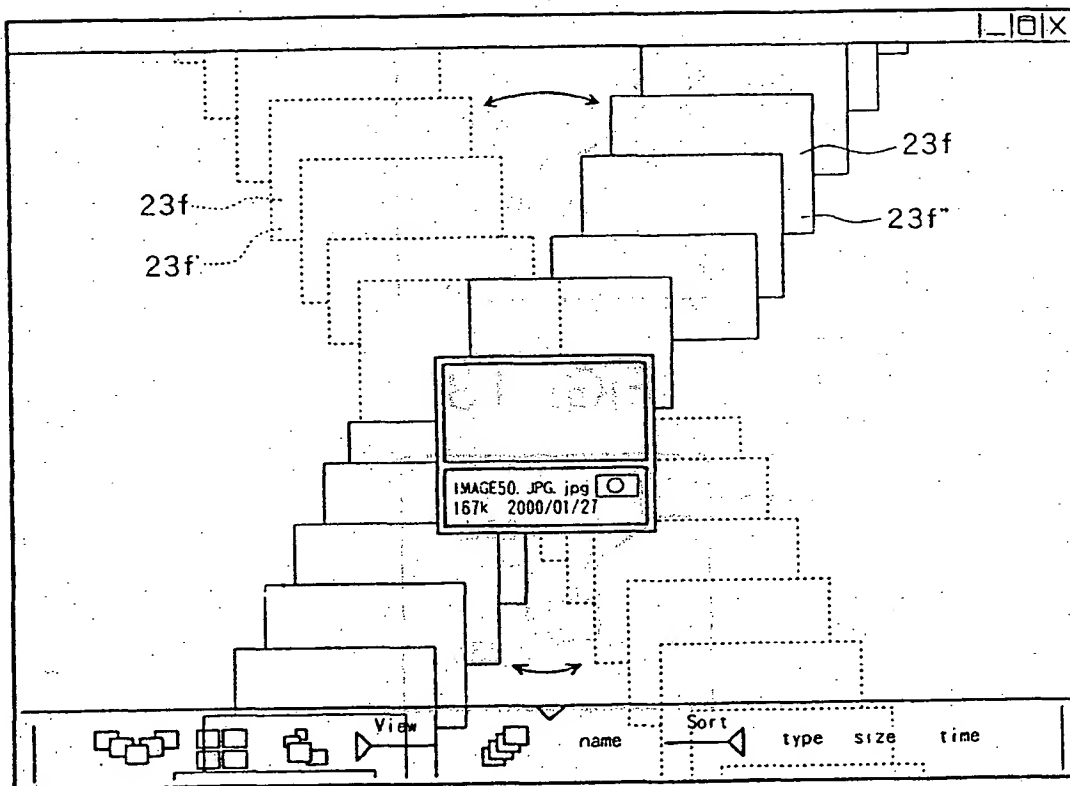 23f
23f"
23f
23f'
IMAGE50. JPG. jpg
167k 2000/01/27
View
name
Sort
type size time